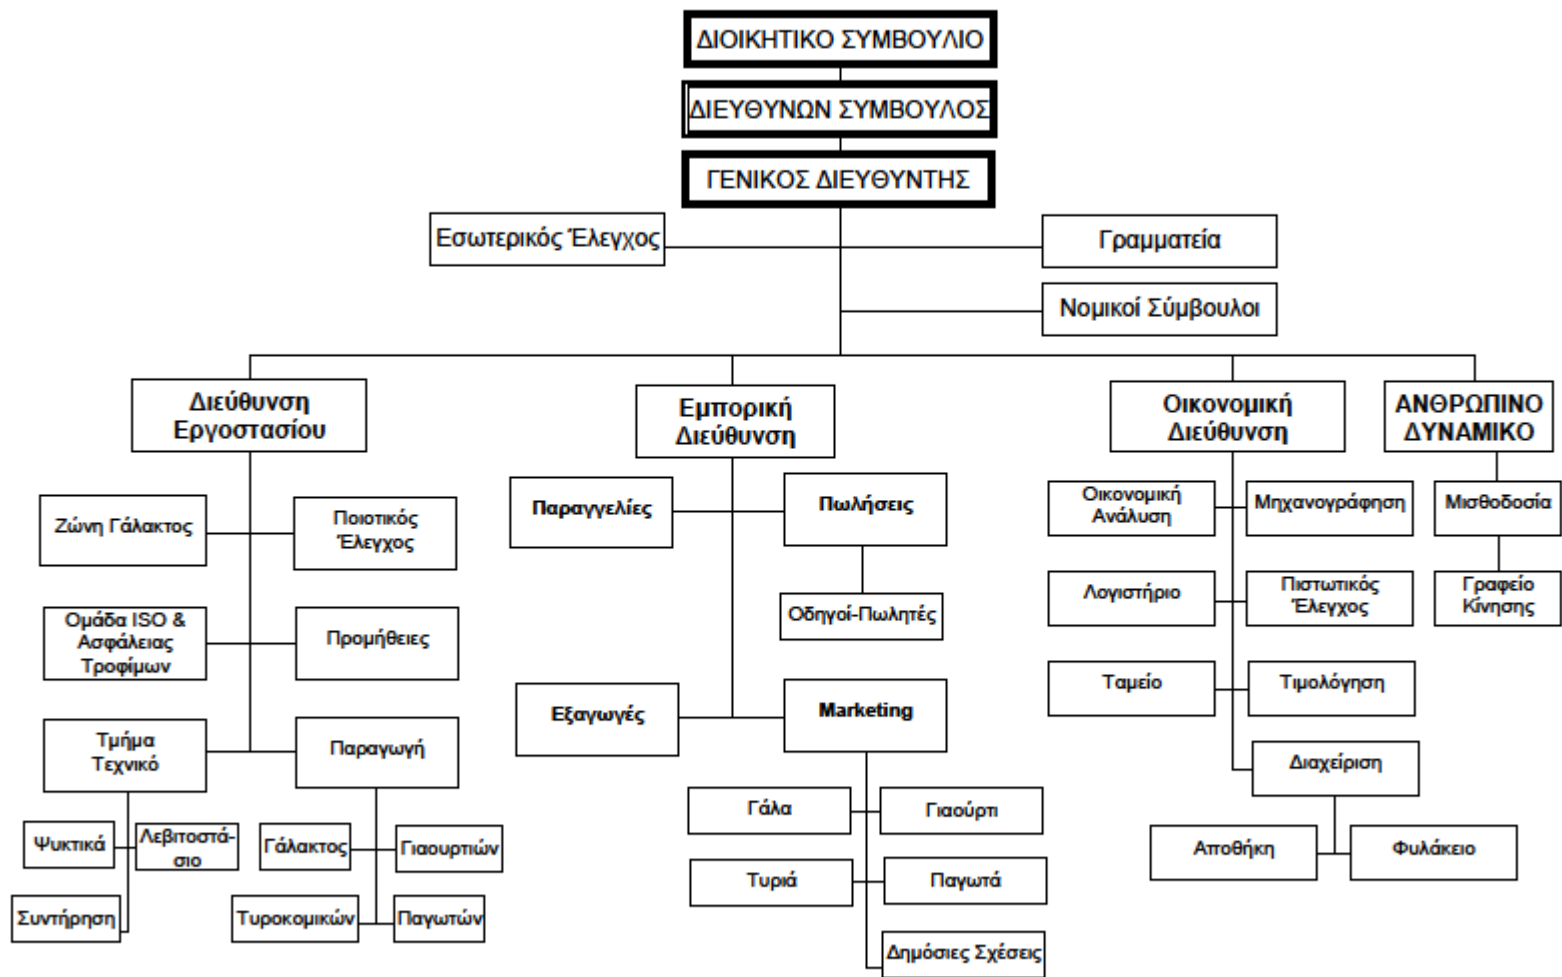 ΔΙΟΙΚΗΤΙΚΟ ΣΥΜΒΟΥΛΙΟ
ΔΙΕΥΘΥΝΩΝ ΣΥΜΒΟΥΛΟΣ
ΓΕΝΙΚΟΣ ΔΙΕΥΘΥΝΤΗΣ
Εσωτερικός Έλεγχος
Γραμματεία
Νομικοί Σύμβουλοι
Διεύθυνση
Εργοστασίου
Εμπορική
Διεύθυνση
Οικονομική
Διεύθυνση
ΑΝΘΡΩΠΙΝΟ
ΔΥΝΑΜΙΚΟ
Ζώνη Γάλακτος
Ποιοτικός
Έλεγχος
Παραγγελίες
Πωλήσεις
Οικονομική
Ανάλυση
Μηχανογράφηση
Μισθοδοσία
Οδηγοί-Πωλητές
Λογιστήριο
Πιστωτικός
Έλεγχος
Γραφείο
Κίνησης
Ομάδα ISO &
Ασφάλειας
Τροφίμων
Προμήθειες
Ταμείο
Τιμολόγηση
Εξαγωγές
Marketing
Τμήμα
Τεχνικό
Παραγωγή
Διαχείριση
Γάλα
Γιαούρτι
Ψυκτικά
Λεβιτοστά-
σιο
Γάλακτος
Γιαουρτιών
Αποθήκη
Φυλάκειο
Τυριά
Παγωτά
Συντήρηση
Τυροκομικών
Παγωτών
Δημόσιες Σχέσεις